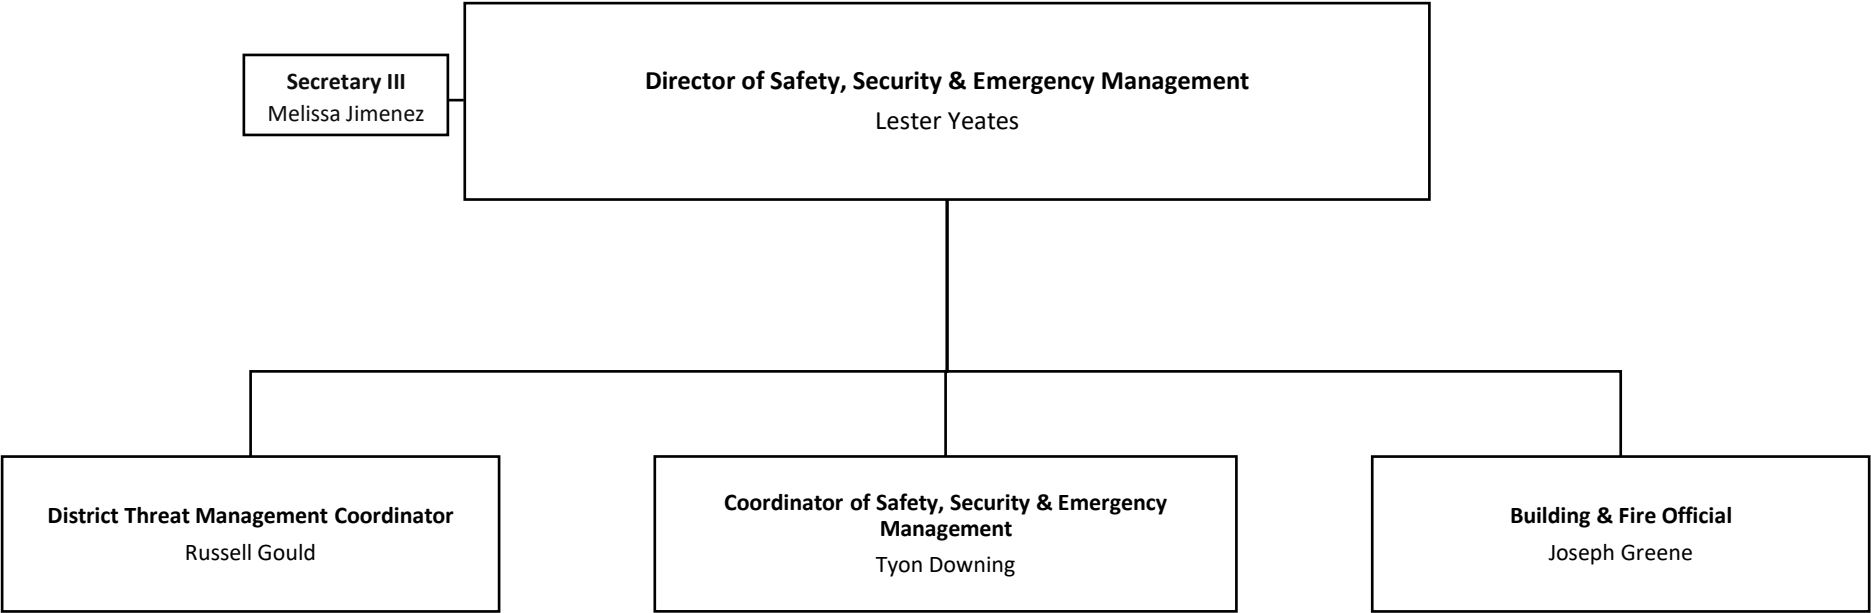 Secretary III
Melissa Jimenez
Director of Safety, Security & Emergency Management
Lester Yeates
District Threat Management Coordinator
Russell Gould
Coordinator of Safety, Security & Emergency
Management
Tyon Downing
Building & Fire Official
Joseph Greene